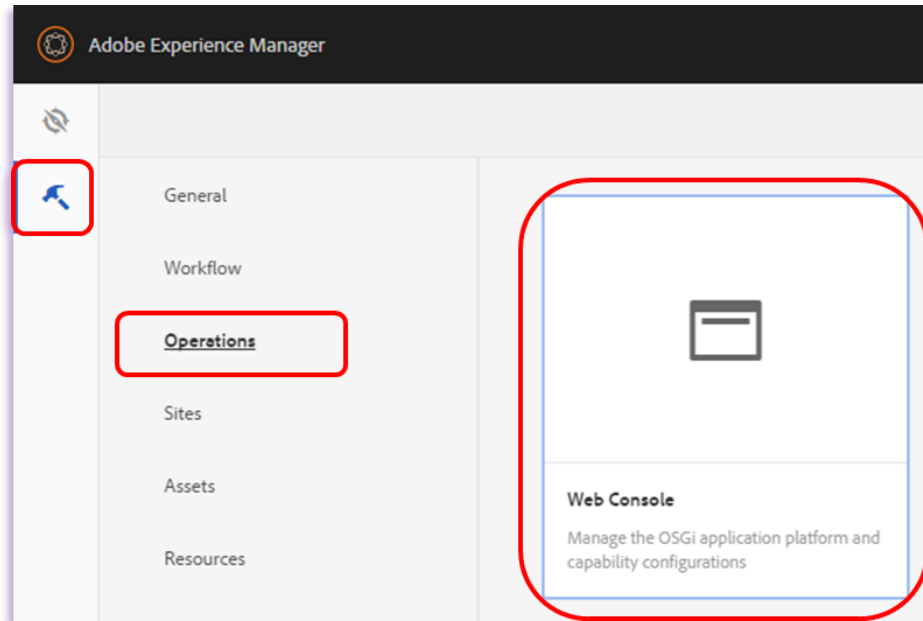 Adobe Experience Manager
General
Workflow
Operations
Sites
Assets
Resources
Web Console
Manage the OSGi application platform and
capability configurations